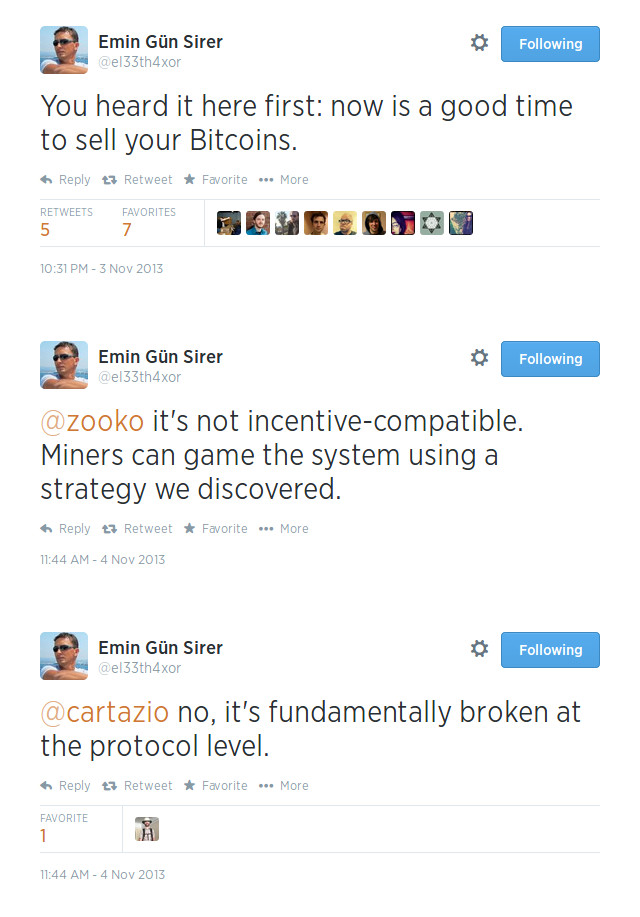 Emin Gün Sirer
Following
@el33th4xor
You heard it here first: now is a good time
to sell your Bitcoins.
Reply Retweet Favorite More
RETWEETS FAVORITES
5 7
10:31 PM - 3 Nov 2013
Emin Gün Sirer
Following
@el33th4xor
@zooko it's not incentive-compatible.
Miners can game the system using a
strategy we discovered.
Reply Retweet Favorite More
11:44 AM - 4 Nov 2013
Emin Gün Sirer
Following
@el33th4xor
@cartazio no, it's fundamentally broken at
the protocol level.
Reply Retweet Favorite More
FAVORITE
1
11:44 AM - 4 Nov 2013